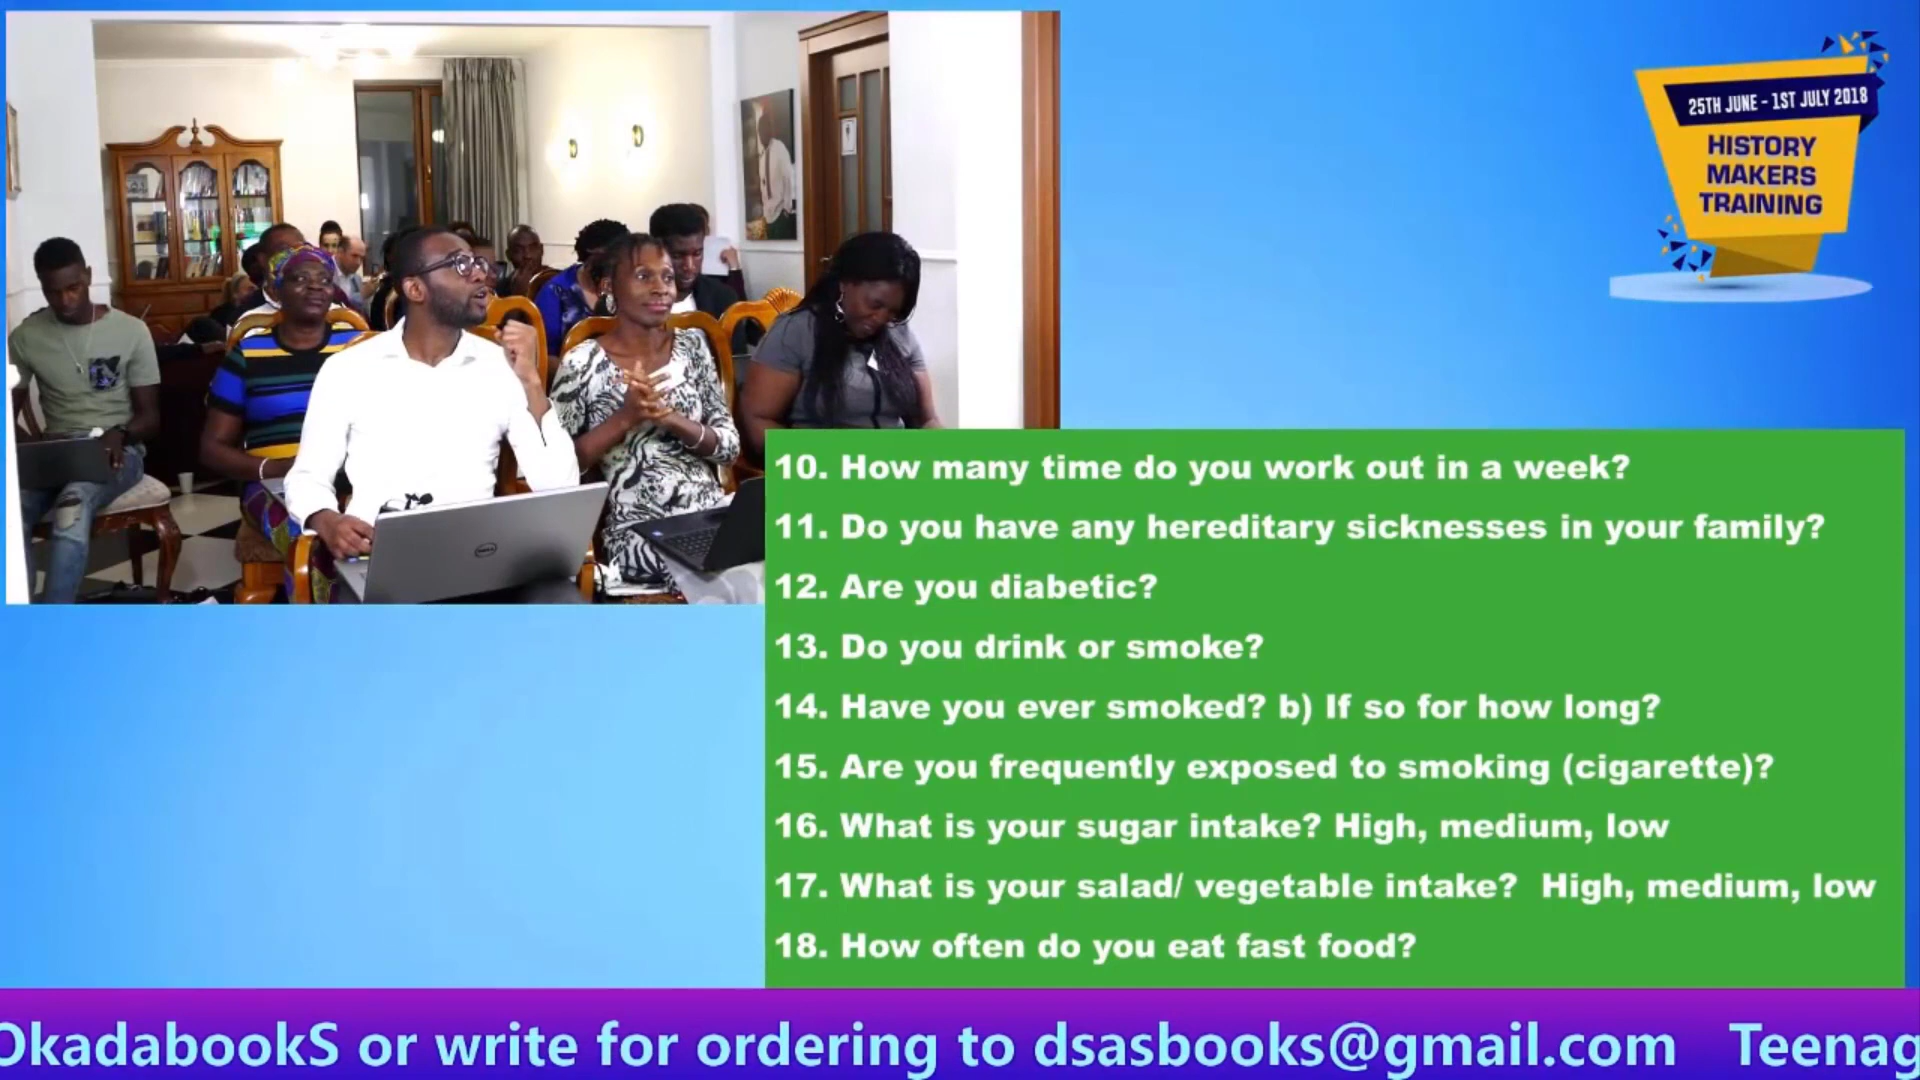 25TH JUNE - 1ST JULY 2018
HISTORY
MAKERS
TRAINING
10. How many time do you work out in a week?
11. Do you have any hereditary sicknesses in your family?
12. Are you diabetic?
13. Do you drink or smoke?
14. Have you ever smoked? b) If so for how long?
15. Are you frequently exposed to smoking (cigarette)?
16. What is your sugar intake? High, medium, low
17. What is your salad/ vegetable intake?  High, medium, low
18. How often do you eat fast food?
DELL
OkadabookS or write for ordering to dsasbooks@gmail.com Teenag